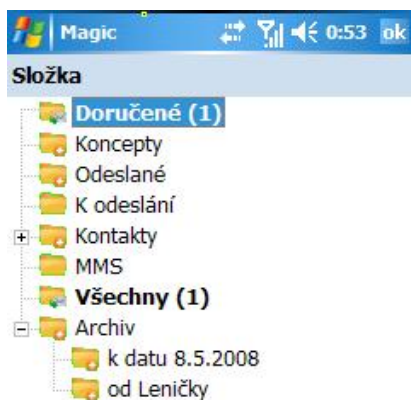 Magic 0:53 ok
Složka
Doručené (1)
Koncepty
Odeslané
K odeslání
Kontakty
MMS
Všechny (1)
Archiv
k datu 8.5.2008
od Leničky